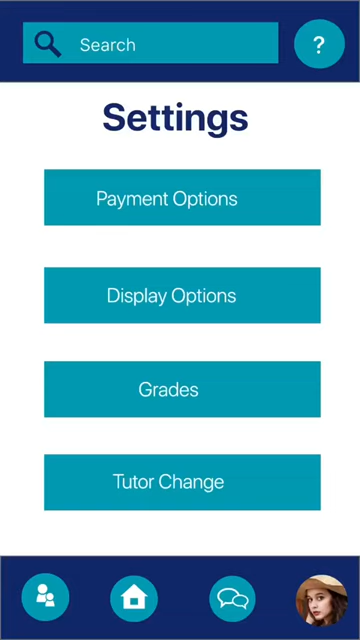 Search
?
Settings
Payment Options
Display Options
Grades
Tutor Change